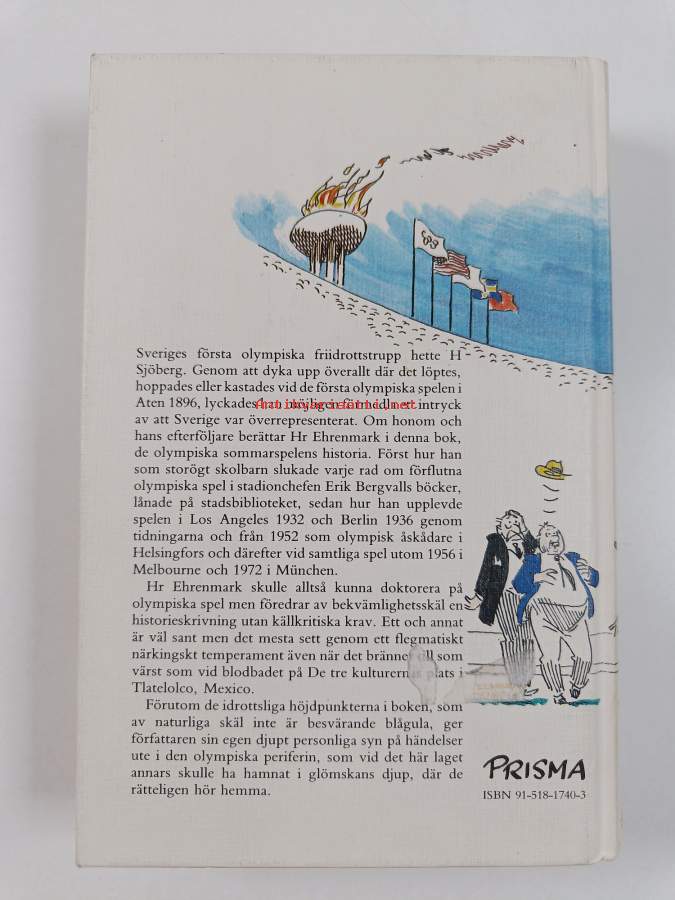 Sveriges första olympiska friidrottstrupp hette H
Sjöberg. Genom att dyka upp överallt där det löptes,
hoppades eller kastades vid de första olympiska spelen i
Aten 1896, lyckades han möjligen förmedla ett intryck
av att Sverige var överrepresenterat. Om honom och
hans efterföljare berättar Hr Ehrenmark i denna bok,
de olympiska sommarspelens historia. Först hur han
som storögt skolbarn slukade varje rad om förflutna
olympiska spel i stadionchefen Erik Bergvalls böcker,
lånade på stadsbiblioteket, sedan hur han upplevde
spelen i Los Angeles 1932 och Berlin 1936 genom
tidningarna och från 1952 som olympisk åskådare i
Helsingfors och därefter vid samtliga spel utom 1956 i
Melbourne och 1972 i München.
Hr Ehrenmark skulle alltså kunna doktorera på
olympiska spel men föredrar av bekvämlighetsskäl en
historieskrivning utan källkritiska krav. Ett och annat
är väl sant men det mesta sett genom ett flegmatiskt
närkingskt temperament även när det bränner till som
värst som vid blodbadet på De tre kulturernas plats i
Tlatelolco, Mexico.
Förutom de idrottsliga höjdpunkterna i boken, som
av naturliga skäl inte är besvärande blågula, ger
författaren sin egen djupt personliga syn på händelser
ute i den olympiska periferin, som vid det här laget
annars skulle ha hamnat i glömskans djup, där de
rätteligen hör hemma.
PRISMA
ISBN 91-518-1740-3